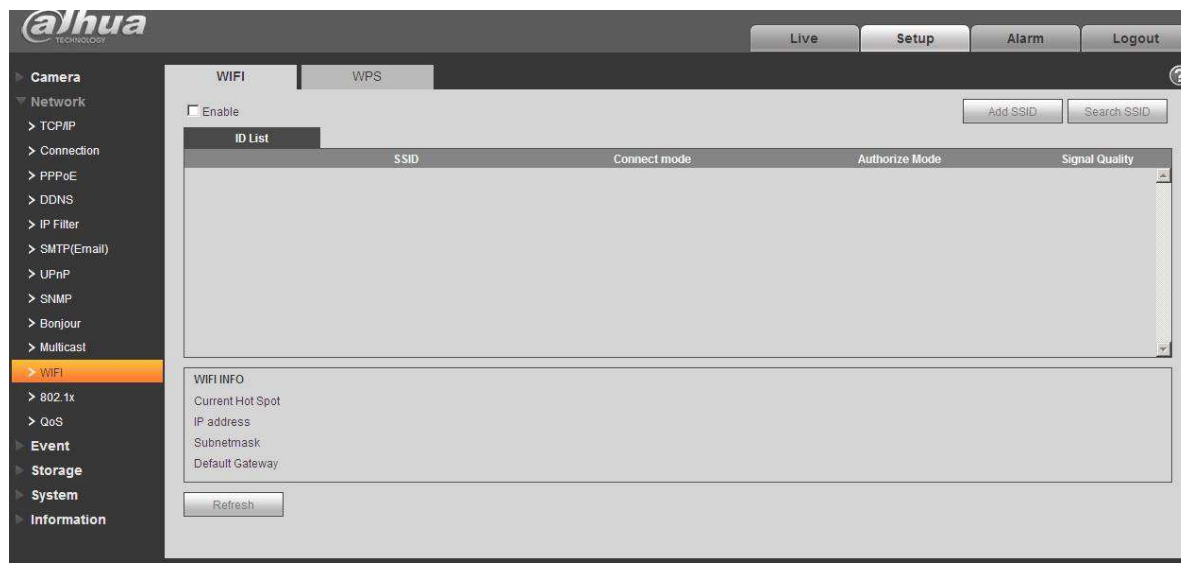 alhua
TECHNOLOGY
Live
Setup
Alarm
Logout
Camera
Network
> TCP/IP
> Connection
> PPPoE
> DDNS
> IP Filter
> SMTP(Email)
> UPnP
> SNMP
> Bonjour
> Multicast
> WIFI
> 802.1x
> QoS
Event
Storage
System
Information
WIFI
WPS
?
Enable
Add SSID
Search SSID
ID List
SSID
Connect mode
Authorize Mode
Signal Quality
WIFI INFO
Current Hot Spot
IP address
Subnetmask
Default Gateway
Refresh